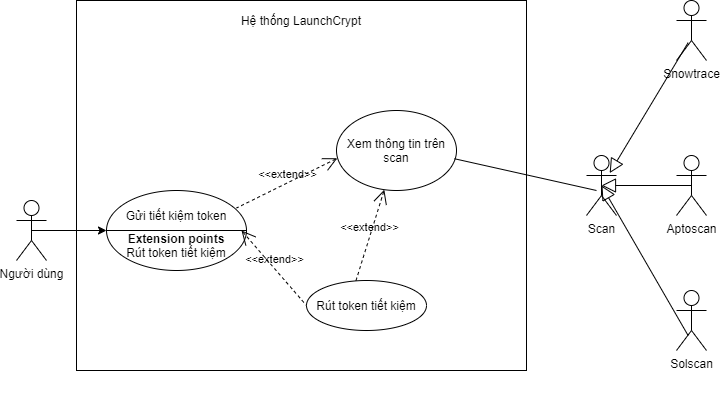 Hệ thống LaunchCrypt
Snowtrace
Xem thông tin trên
scan
<<extend>>
Gửi tiết kiệm token
Extension points
Rút token tiết kiệm
<<extend>>
<<extend>>
Scan
Aptoscan
Người dùng
Rút token tiết kiệm
Solscan